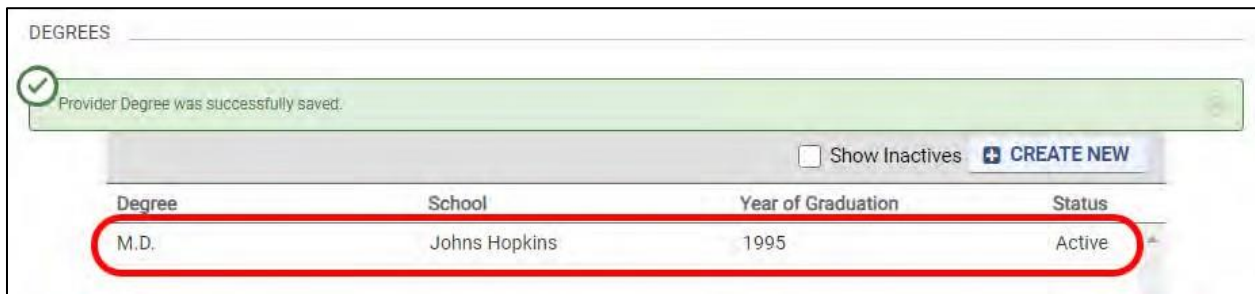 DEGREES
Provider Degree was successfully saved.
Show Inactives CREATE NEW
Degree School Year of Graduation Status
M.D. Johns Hopkins 1995 Active